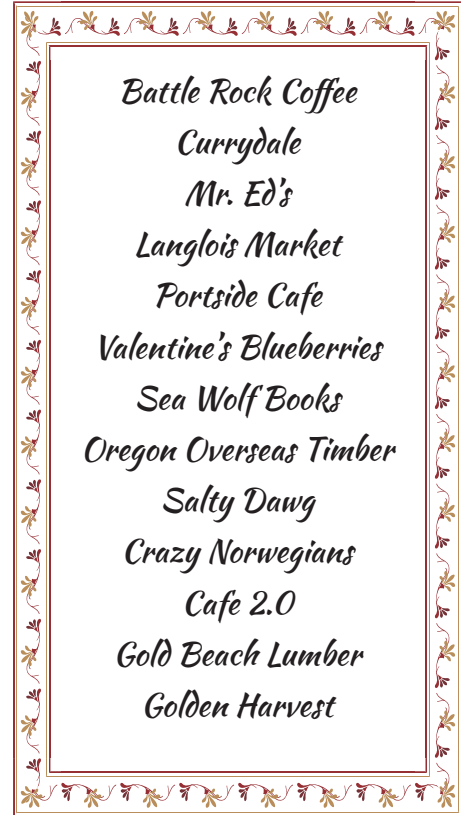 Battle Rock Coffee
Currydale
Mr. Ed's
Langlois Market
Portside Cafe
Valentine's Blueberries
Sea Wolf Books
Oregon Overseas Timber
Salty Dawg
Crazy Norwegians
Cafe 2.0
Gold Beach Lumber
Golden Harvest